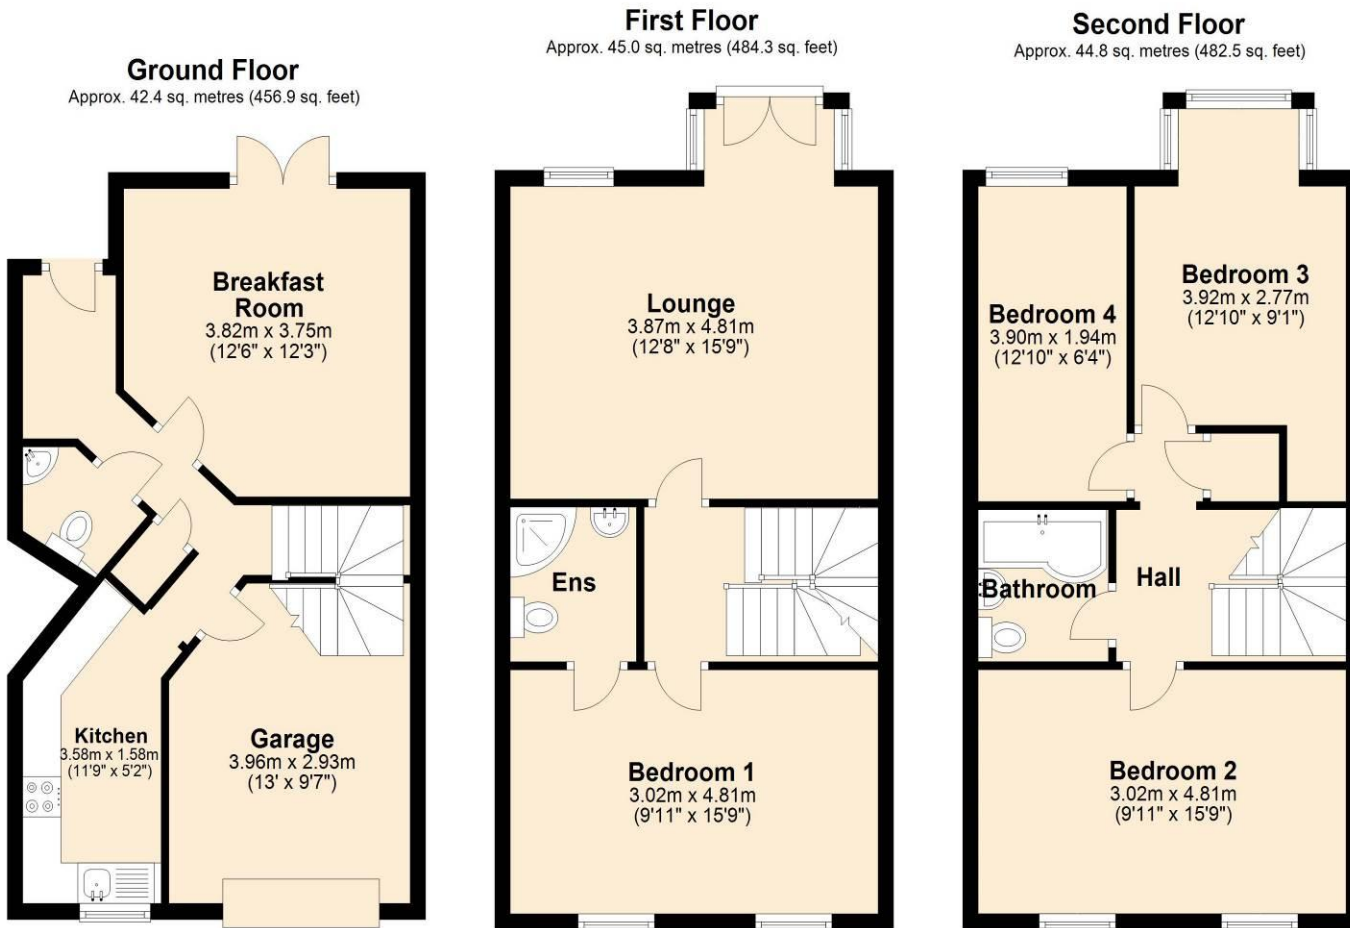 Ground Floor
Approx. 42.4 sq. metres (456.9 sq. feet)
Breakfast
Room
3.82m x 3.75m
(12'6" x 12'3")
Kitchen
3.58m x 1.58m
(11'9" x 5'2")
Garage
3.96m x 2.93m
(13' x 9'7")
First Floor
Approx. 45.0 sq. metres (484.3 sq. feet)
Lounge
3.87m x 4.81m
(12'8" x 15'9")
Ens
Bedroom 1
3.02m x 4.81m
(9'11" x 15'9")
Second Floor
Approx. 44.8 sq. metres (482.5 sq. feet)
Bedroom 3
3.92m x 2.77m
(12'10" x 9'1")
Bedroom 4
3.90m x 1.94m
(12'10" x 6'4")
Bathroom
Hall
Bedroom 2
3.02m x 4.81m
(9'11" x 15'9")